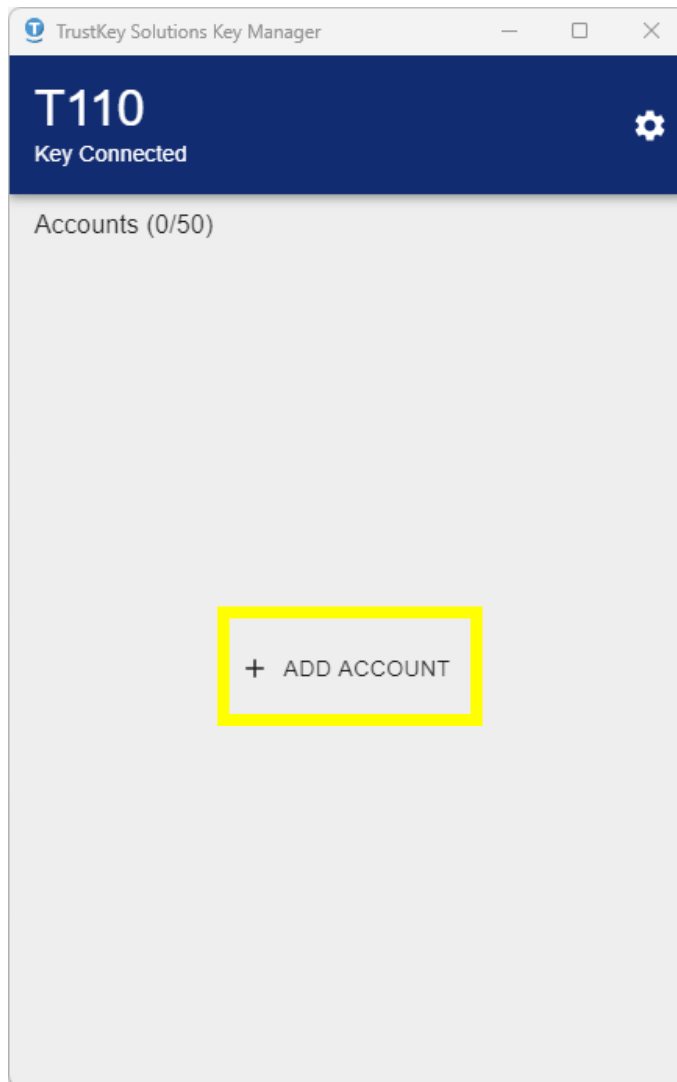 TrustKey Solutions Key Manager
T110
Key Connected
Accounts (0/50)
+ ADD ACCOUNT